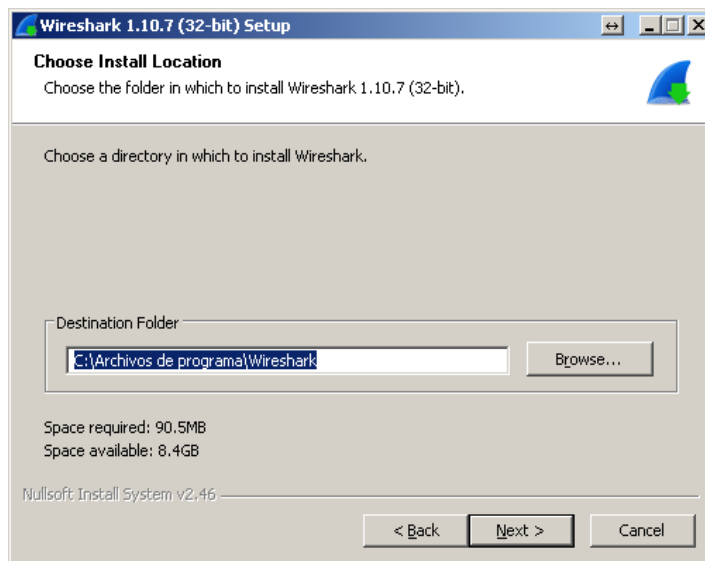 Wireshark 1.10.7 (32-bit) Setup
Choose Install Location
Choose the folder in which to install Wireshark 1.10.7 (32-bit).
Choose a directory in which to install Wireshark.
Destination Folder
C:\Archivos de programa\Wireshark
Browse...
Space required: 90.5MB
Space available: 8.4GB
Nullsoft Install System v2.46
< Back Next > Cancel